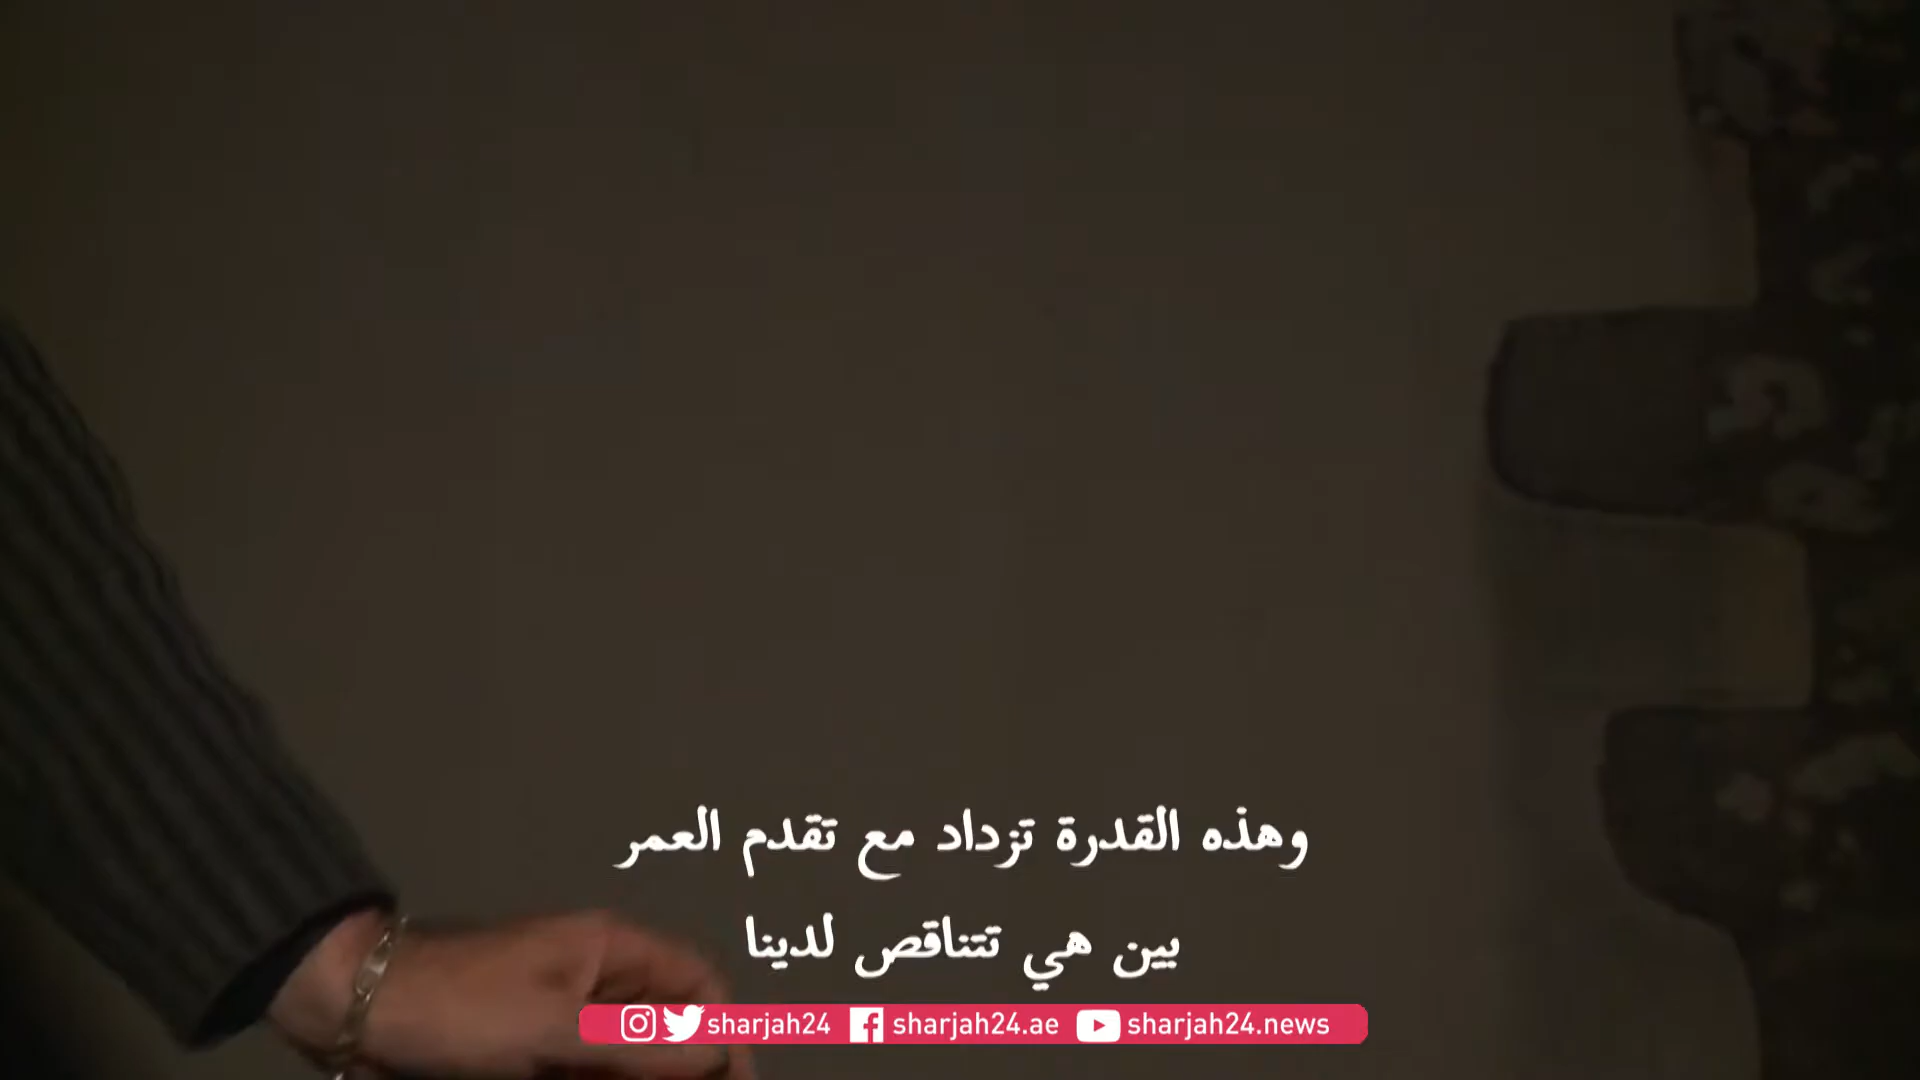 وهذه القدرة تزداد مع تقدم العمر
بين هي تتناقص لدينا
sharjah24 sharjah24.ae sharjah24.news